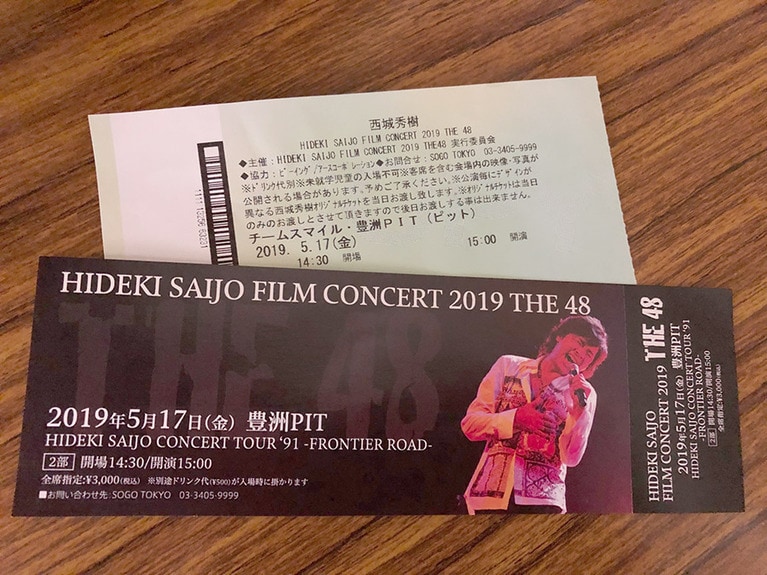 西城秀樹
HIDEKI SAIJO FILM CONCERT 2019 THE 48
◆主催:HIDEKI SAIJO FILM CONCERT 2019 THE48 実行委員会
◆協力:ビーイング/アースコーポレーション◆お問合せ:SOGO TOKYO 03-3405-9999
※ドリンク代別※未就学児童の入場不可※客席を含む会場内の映像・写真が
公開される場合があります。予めご了承ください。※公演毎にデザインが
異なる西城秀樹オリジナルチケットを当日お渡し致します。※オリジナルチケットは当日
のみのお渡しとさせて頂きますので後日お渡しする事は出来ません。
チームスマイル・豊洲PIT(ピット)
2019. 5.17(金)
14:30 開場
15:00 開演
HIDEKI SAIJO FILM CONCERT 2019 THE 48
THE 48
2019年5月17日(金) 豊洲PIT
HIDEKI SAIJO CONCERT TOUR '91 -FRONTIER ROAD-
2部 開場14:30/開演15:00
全席指定:¥3,000(税込) ※別途ドリンク代(¥500)が入場時に掛かります
■お問い合わせ先:SOGO TOKYO 03-3405-9999
HIDEKI SAIJO
FILM CONCERT 2019 THE 48
2019年5月17日(金) 豊洲PIT
HIDEKI SAIJO CONCERT TOUR '91
-FRONTIER ROAD-
2部 開場14:30/開演15:00
全席指定:¥3,000(税込)